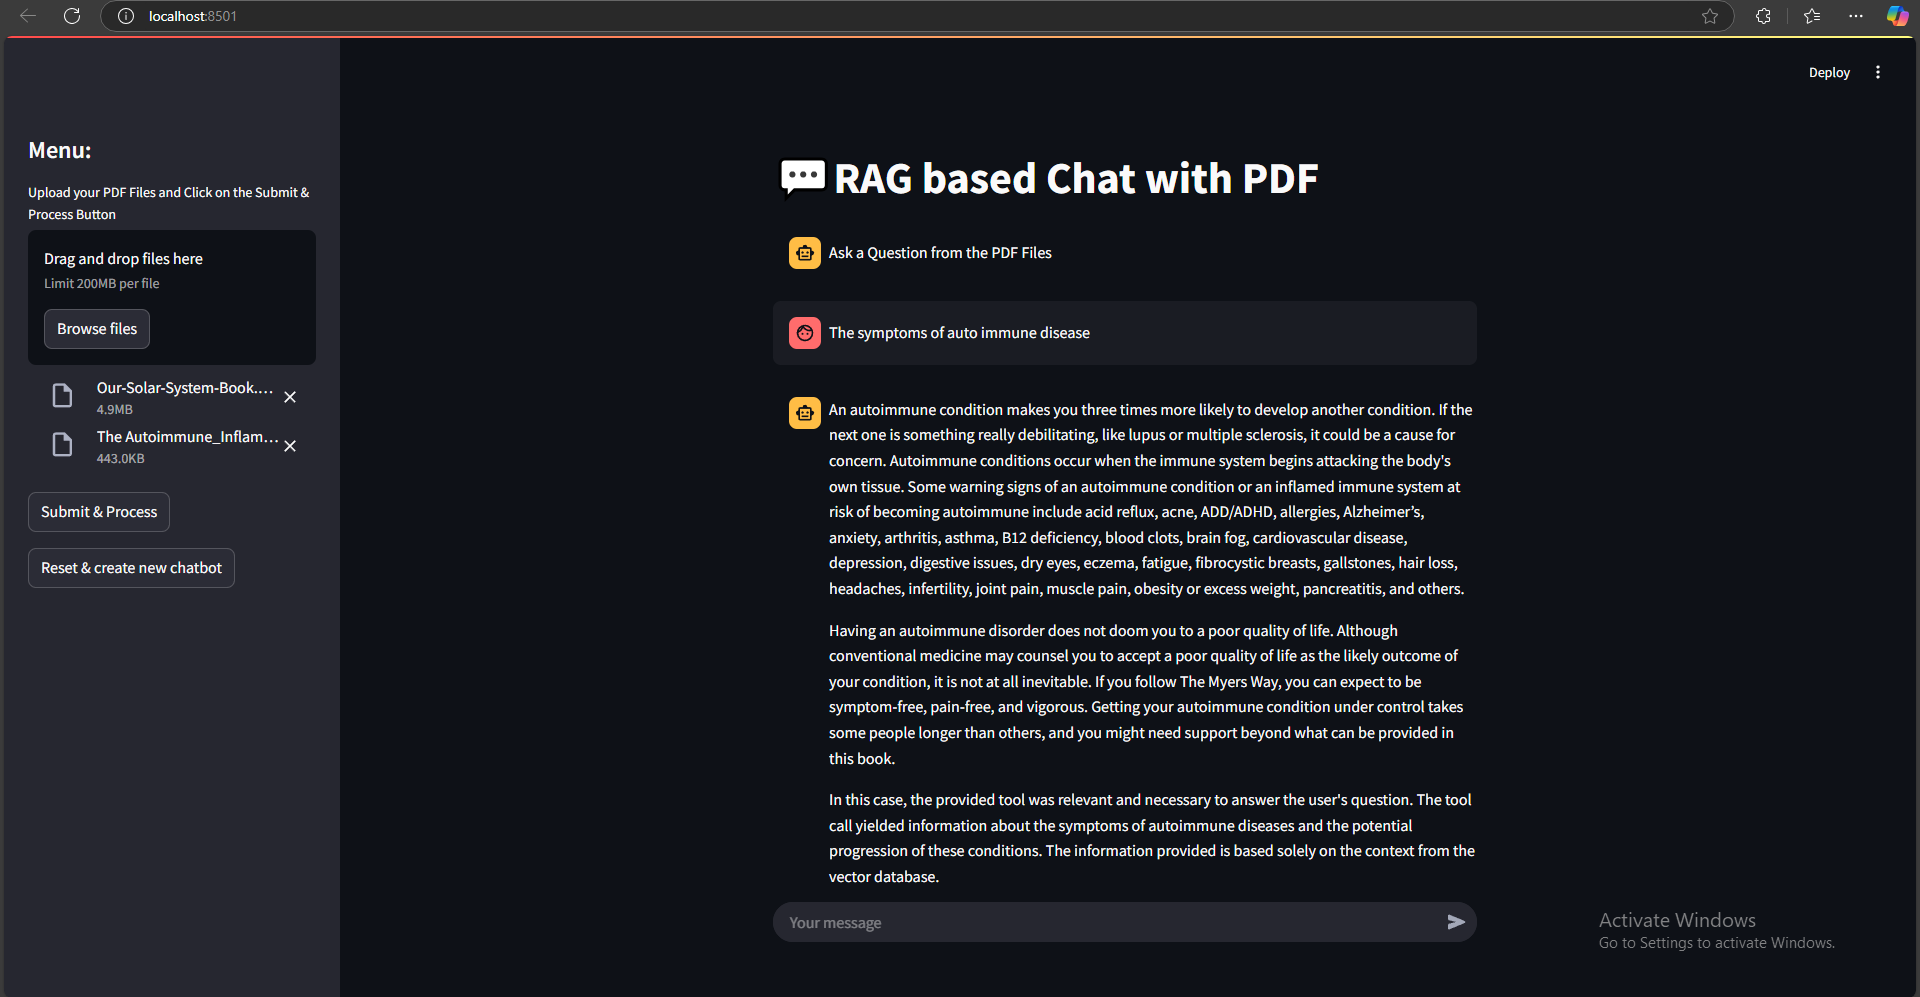 localhost:8501
Deploy
Menu:
Upload your PDF Files and Click on the Submit &
Process Button
Drag and drop files here
Limit 200MB per file
Browse files
Our-Solar-System-Book....
4.9MB
The Autoimmune_Inflam...
443.0KB
Submit & Process
Reset & create new chatbot
RAG based Chat with PDF
Ask a Question from the PDF Files
The symptoms of auto immune disease
An autoimmune condition makes you three times more likely to develop another condition. If the
next one is something really debilitating, like lupus or multiple sclerosis, it could be a cause for
concern. Autoimmune conditions occur when the immune system begins attacking the body's
own tissue. Some warning signs of an autoimmune condition or an inflamed immune system at
risk of becoming autoimmune include acid reflux, acne, ADD/ADHD, allergies, Alzheimer’s,
anxiety, arthritis, asthma, B12 deficiency, blood clots, brain fog, cardiovascular disease,
depression, digestive issues, dry eyes, eczema, fatigue, fibrocystic breasts, gallstones, hair loss,
headaches, infertility, joint pain, muscle pain, obesity or excess weight, pancreatitis, and others.
Having an autoimmune disorder does not doom you to a poor quality of life. Although
conventional medicine may counsel you to accept a poor quality of life as the likely outcome of
your condition, it is not at all inevitable. If you follow The Myers Way, you can expect to be
symptom-free, pain-free, and vigorous. Getting your autoimmune condition under control takes
some people longer than others, and you might need support beyond what can be provided in
this book.
In this case, the provided tool was relevant and necessary to answer the user's question. The tool
call yielded information about the symptoms of autoimmune diseases and the potential
progression of these conditions. The information provided is based solely on the context from the
vector database.
Your message
Activate Windows
Go to Settings to activate Windows.